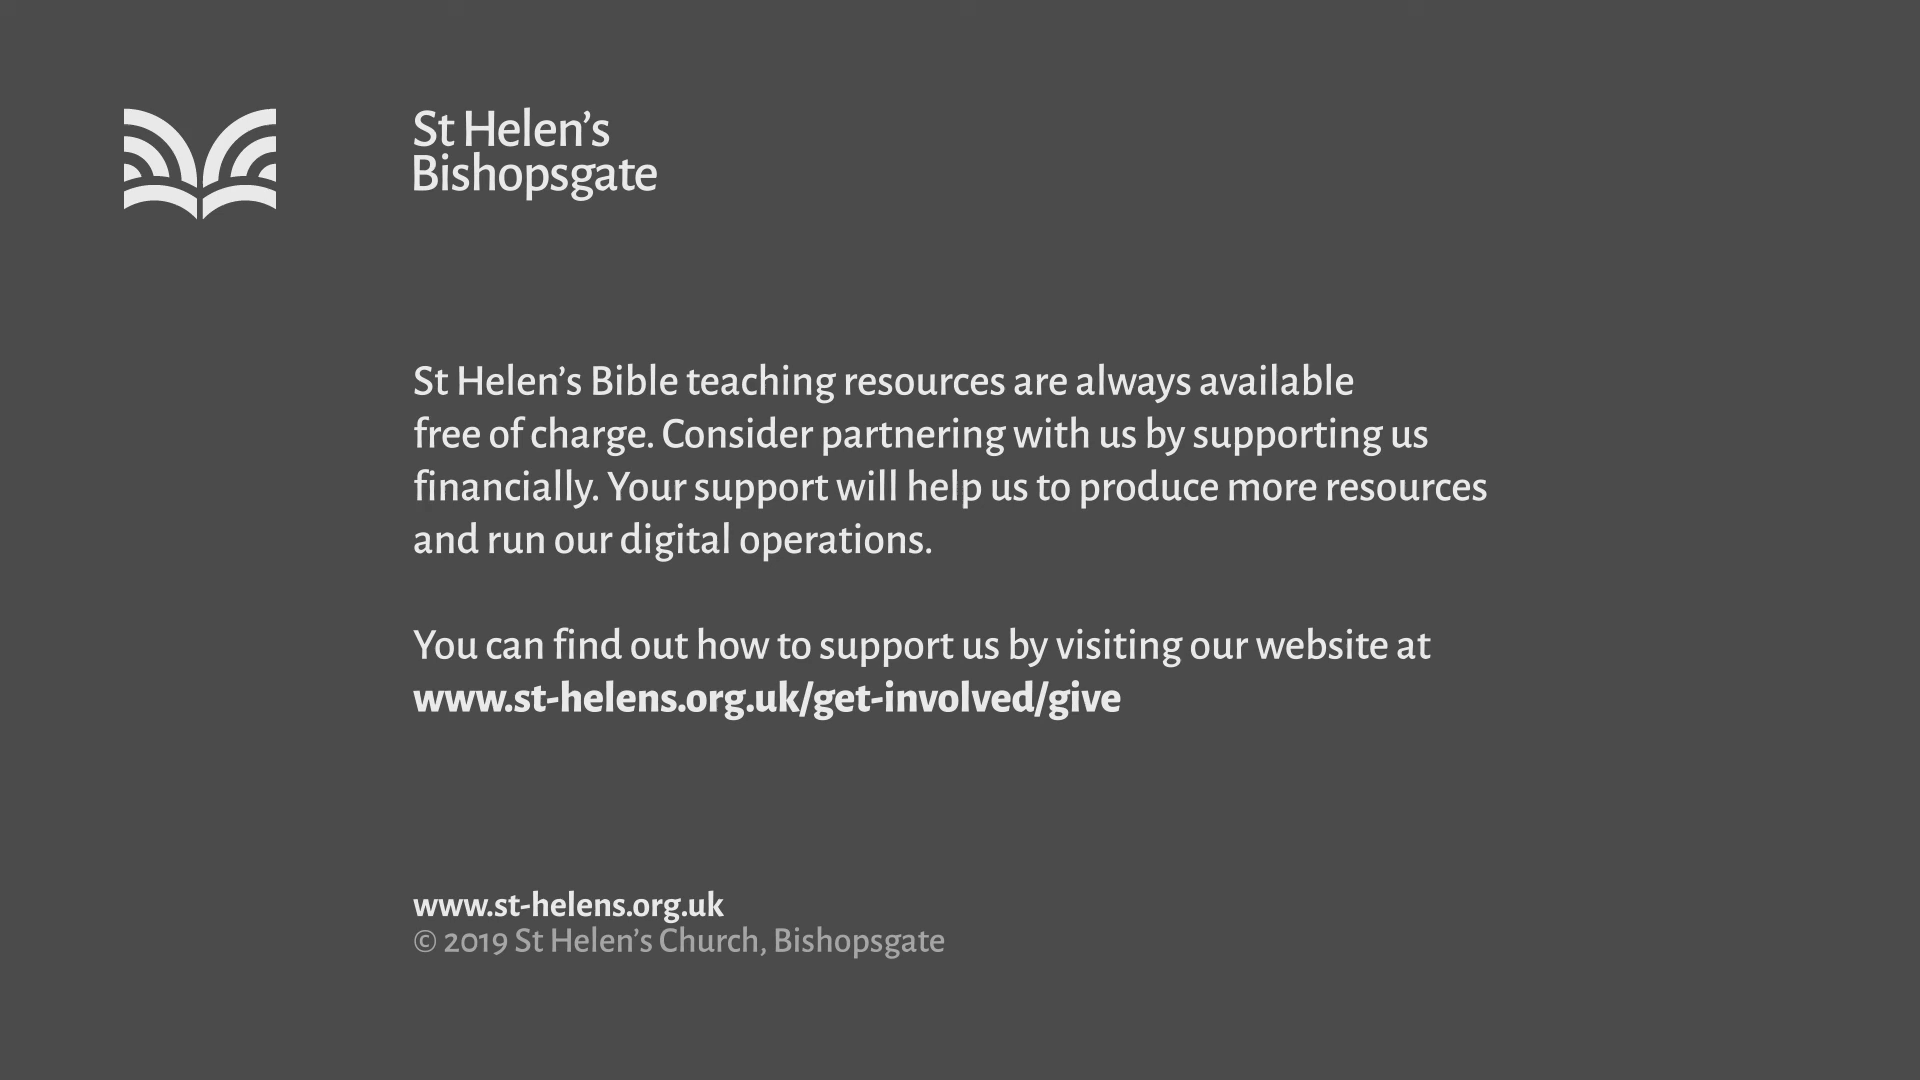 St Helen’s
Bishopsgate
St Helen’s Bible teaching resources are always available
free of charge. Consider partnering with us by supporting us
financially. Your support will help us to produce more resources
and run our digital operations.
You can find out how to support us by visiting our website at
www.st-helens.org.uk/get-involved/give
www.st-helens.org.uk
© 2019 St Helen’s Church, Bishopsgate